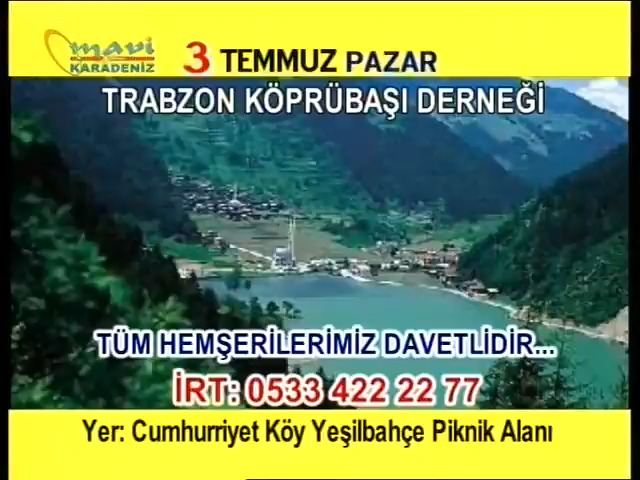 mavi
KARADENİZ
3 TEMMUZ PAZAR
TRABZON KÖPRÜBAŞI DERNEĞİ
TÜM HEMŞERİLERİMİZ DAVETLİDİR...
İRT: 0533 422 22 77
Yer: Cumhurriyet Köy Yeşilbahçe Piknik Alanı